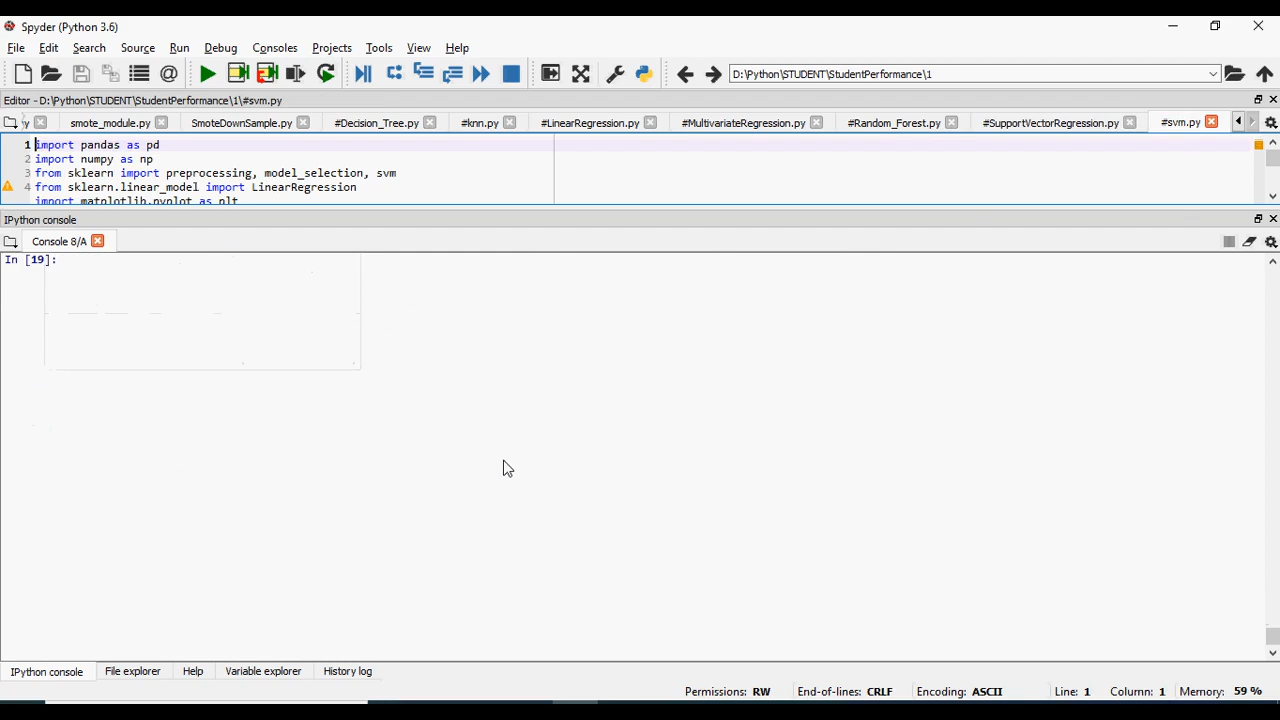 Spyder (Python 3.6)
File Edit Search Source Run Debug Consoles Projects Tools View Help
D:\Python\STUDENT\StudentPerformance\1
Editor - D:\Python\STUDENT\StudentPerformance\1\#svm.py
y smote_module.py SmoteDownSample.py #Decision_Tree.py #knn.py #LinearRegression.py #MultivariateRegression.py #Random_Forest.py #SupportVectorRegression.py #svm.py
1 import pandas as pd
2 import numpy as np
3 from sklearn import preprocessing, model_selection, svm
4 from sklearn.linear_model import LinearRegression
import matplotlib.pyplot as plt
IPython console
Console 8/A
In [19]:
IPython console File explorer Help Variable explorer History log
Permissions: RW End-of-lines: CRLF Encoding: ASCII Line: 1 Column: 1 Memory: 59 %